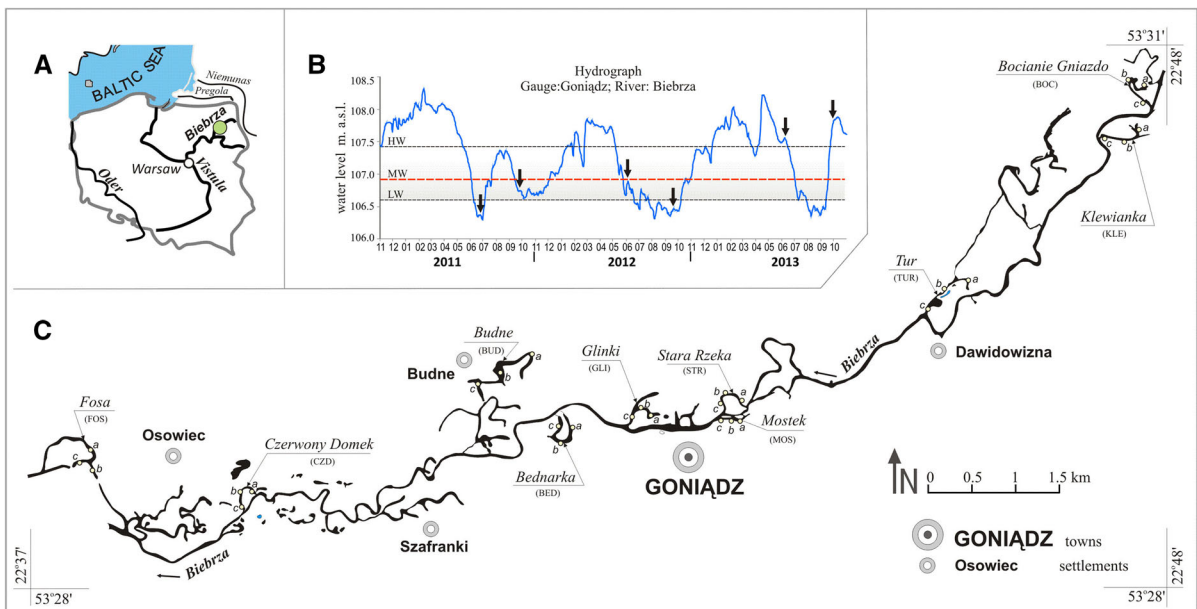 A
BALTIC SEA
Niemunas
Pregola
Biebrza
Warsaw
Vistula
Oder
B
Hydrograph
Gauge:Goniądz; River: Biebrza
water level m. a.s.l.
108.5
108.0
107.5
107.0
106.5
106.0
HW
MW
LW
11 12 01 02 03 04 05 06 07 08 09 10 11 12 01 02 03 04 05 06 07 08 09 10 11 12 01 02 03 04 05 06 07 08 09 10
2011 2012 2013
53°31'
22°48'
Bocianie Gniazdo
(BOC)
b
a
c
a
c
b
Klewianka
(KLE)
Tur
(TUR)
b
a
c
Dawidowizna
Biebrza
C
Budne
(BUD)
Budne
a
b
c
Glinki
(GLI)
b
c
a
Stara Rzeka
(STR)
b
a
c
c b a
Mostek
(MOS)
c
a
b
Bednarka
(BED)
GONIĄDZ
Fosa
(FOS)
a
c
b
Osowiec
Czerwony Domek
(CZD)
b
a
c
Szafranki
Biebrza
N
0 0.5 1 1.5 km
GONIĄDZ towns
Osowiec settlements
22°37'
53°28'
22°48'
53°28'